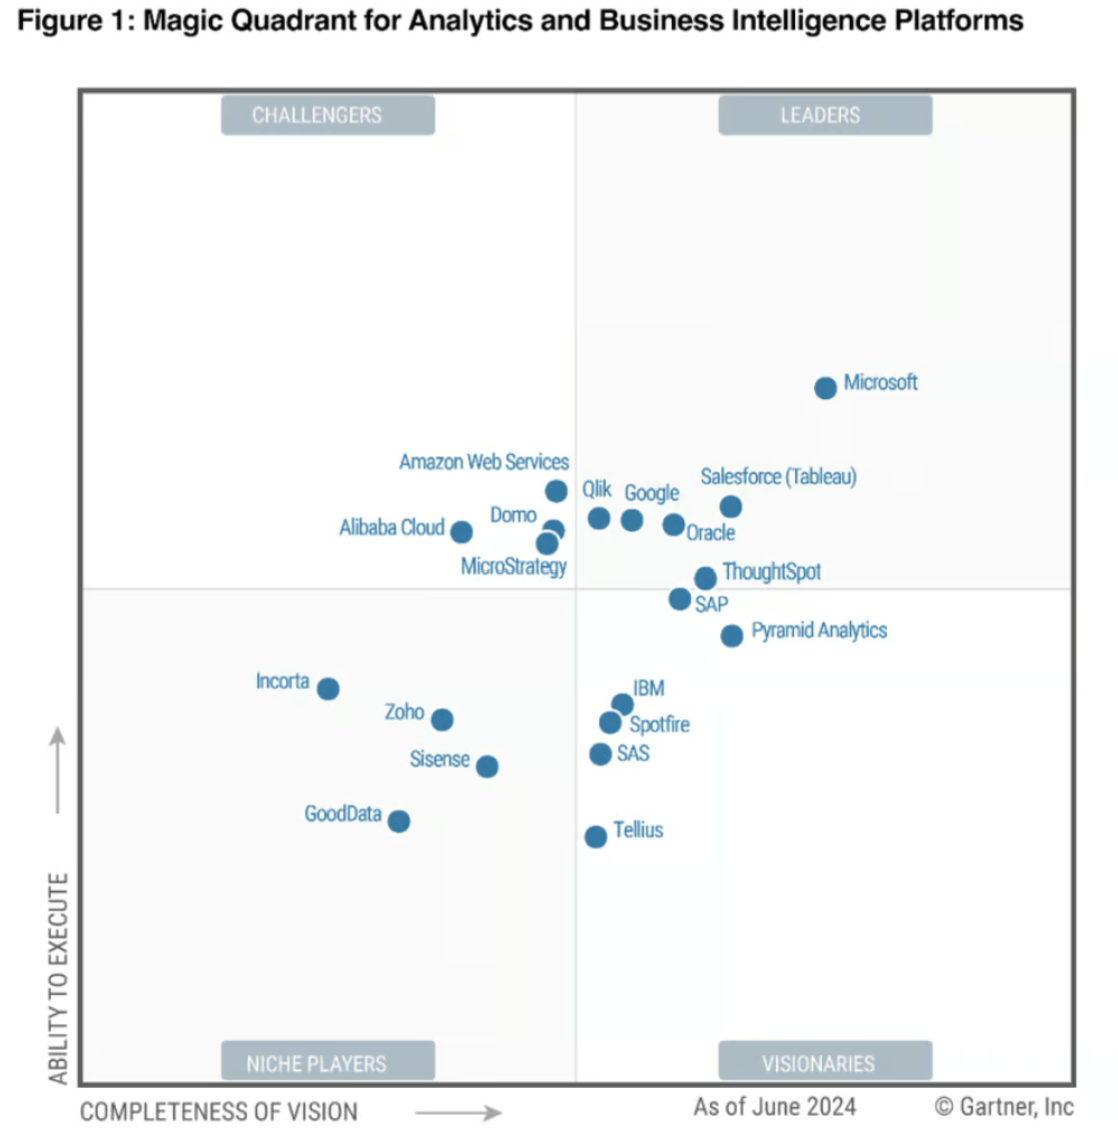 Figure 1: Magic Quadrant for Analytics and Business Intelligence Platforms
CHALLENGERS
LEADERS
Microsoft
Amazon Web Services
Salesforce (Tableau)
Qlik
Google
Domo
Alibaba Cloud
Oracle
MicroStrategy
ThoughtSpot
SAP
Pyramid Analytics
Incorta
IBM
Zoho
Spotfire
Sisense
SAS
GoodData
Tellius
ABILITY TO EXECUTE
NICHE PLAYERS
VISIONARIES
COMPLETENESS OF VISION
As of June 2024
© Gartner, Inc